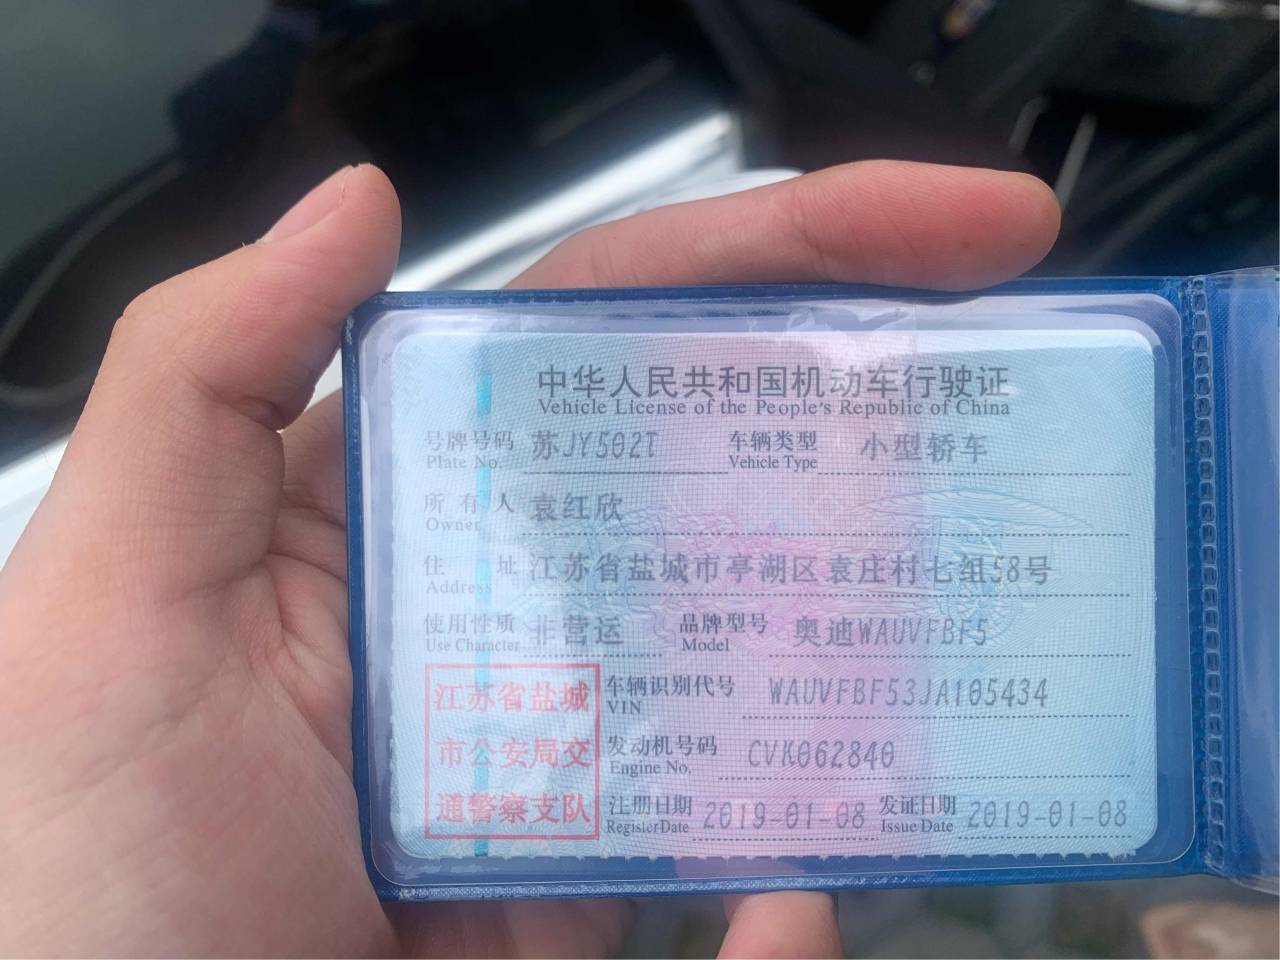 中华人民共和国机动车行驶证
Vehicle License of the People's Republic of China
号牌号码 苏JY502T 车辆类型 小型轿车
Plate No. Vehicle Type
所有人 袁红欣
Owner
住址 江苏省盐城市亭湖区袁庄村七组58号
Address
使用性质 非营运 品牌型号 奥迪WAUVFBF5
Use Character Model
江苏省盐城
市公安局交
通警察支队
车辆识别代号 WAUVFBF53JA105434
VIN
发动机号码 CVK062840
Engine No.
注册日期 2019-01-08 发证日期 2019-01-08
Register Date Issue Date